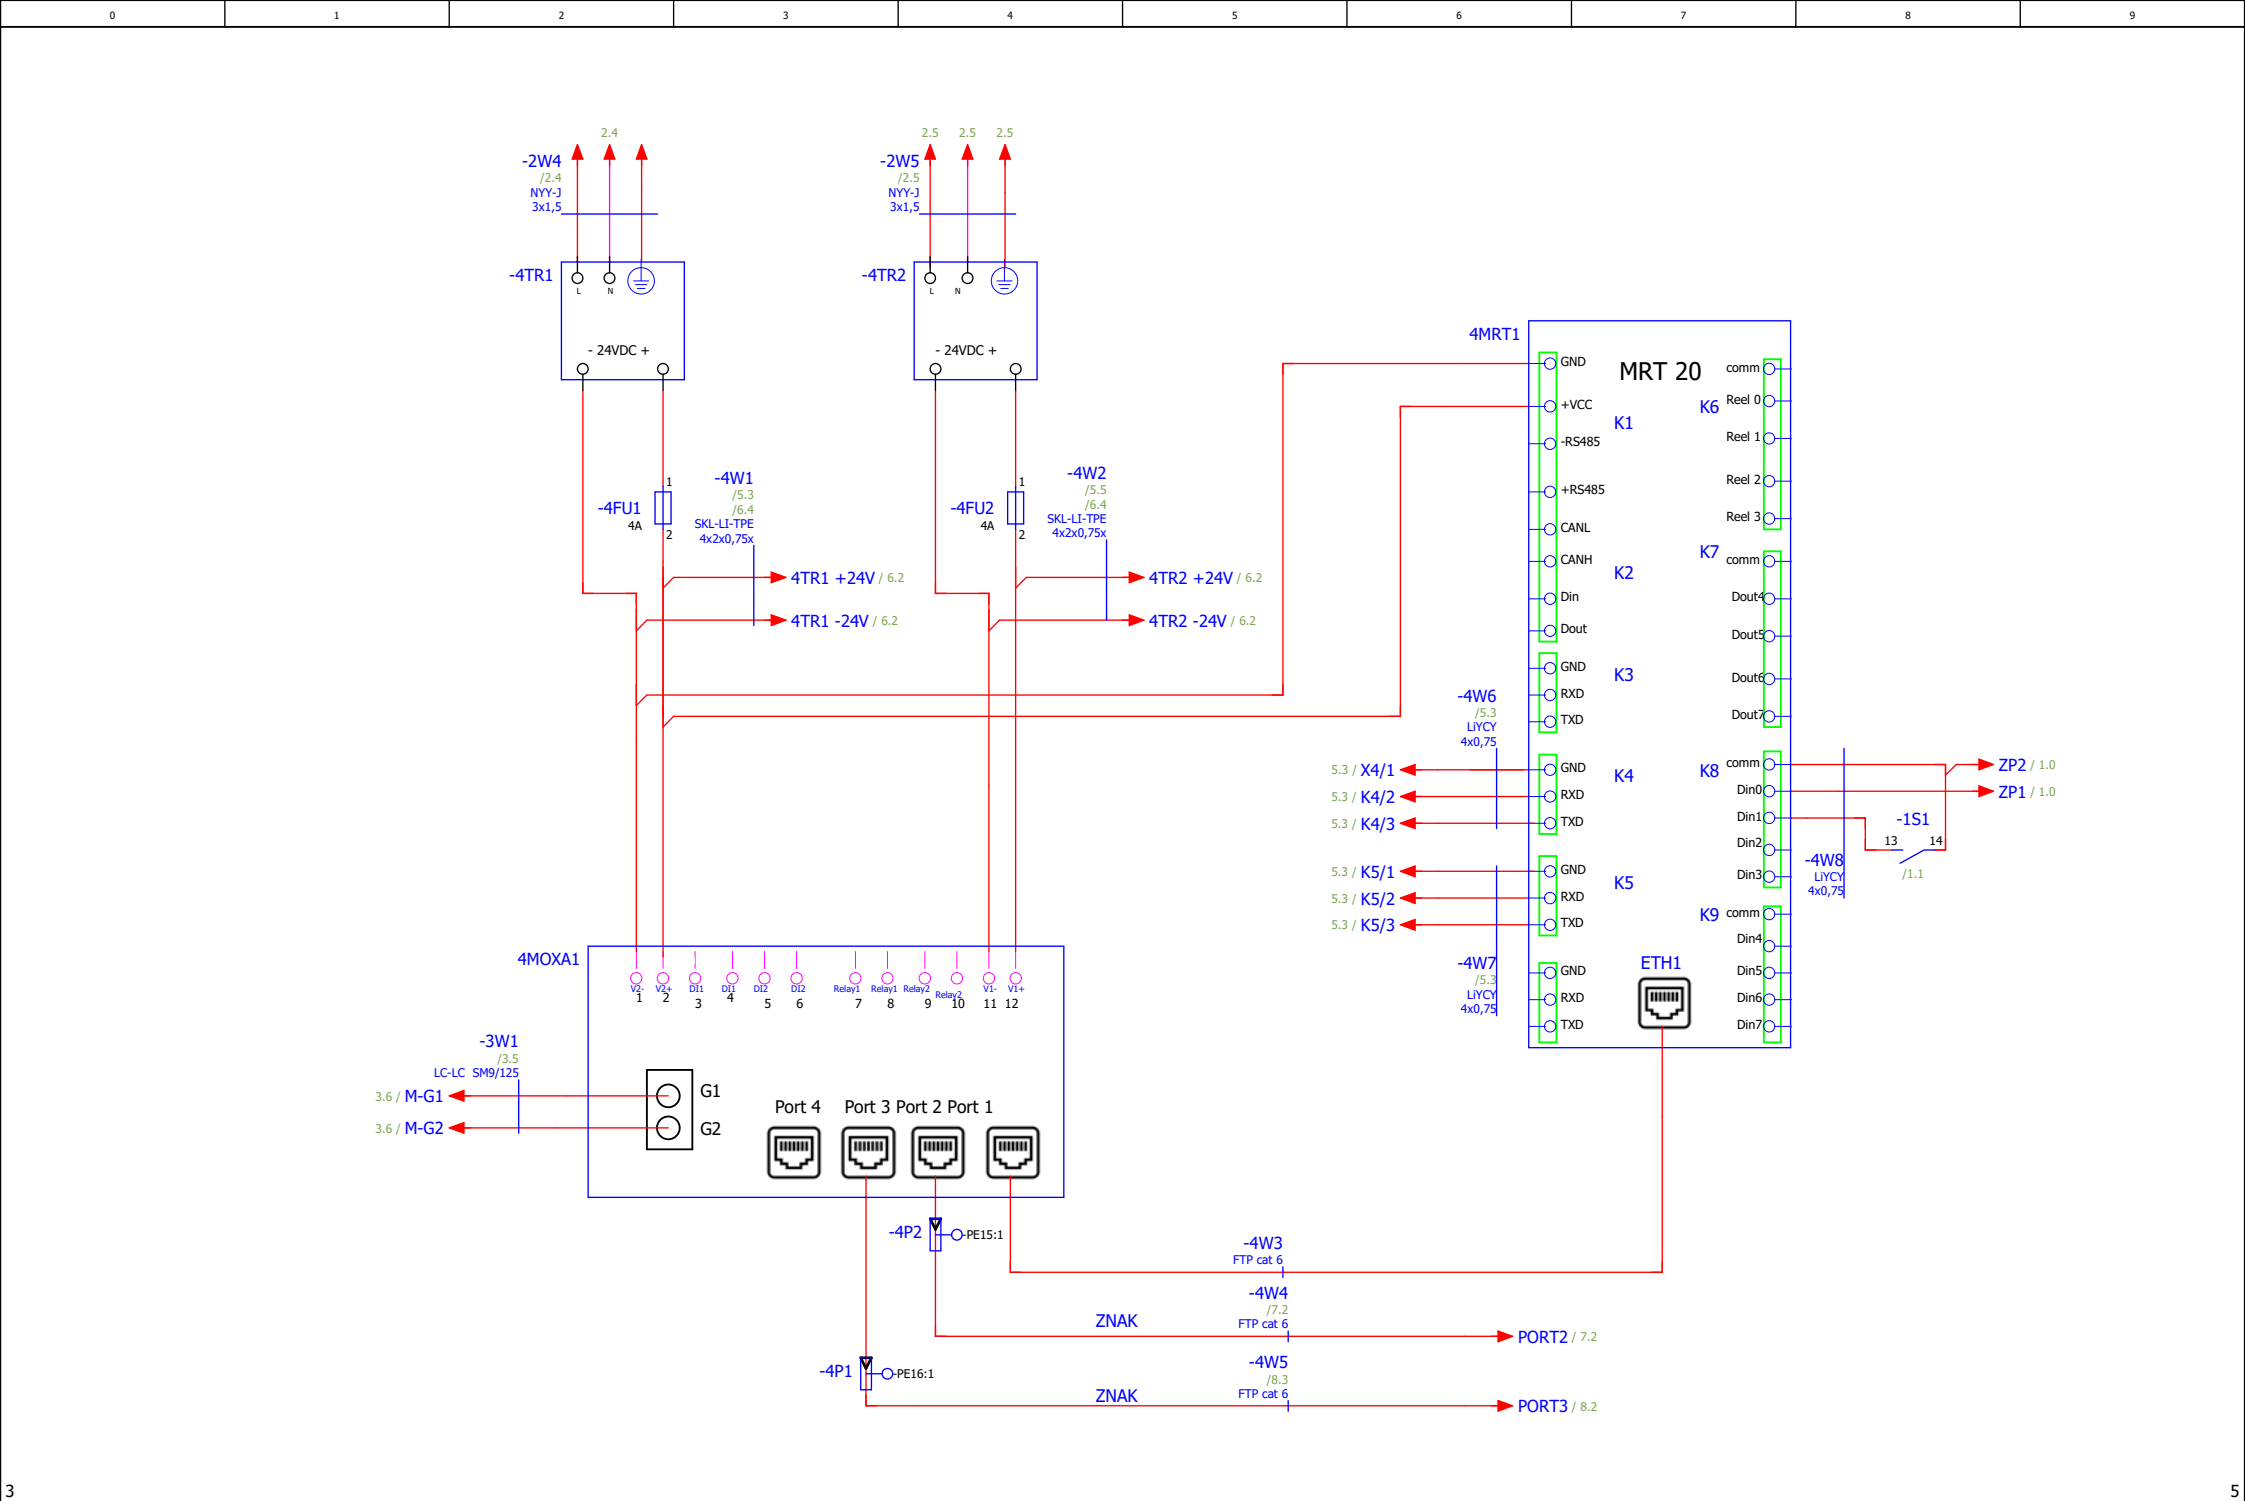 0 1 2 3 4 5 6 7 8 9
2.4
2.5 2.5 2.5
-2W4
/2.4
NYY-J
3x1,5
-2W5
/2.5
NYY-J
3x1,5
-4TR1
L N
- 24VDC +
-4TR2
L N
- 24VDC +
-4FU1
4A
1
2
-4W1
/5.3
/6.4
SKL-LI-TPE
4x2x0,75x
4TR1 +24V / 6.2
4TR1 -24V / 6.2
-4FU2
4A
1
2
-4W2
/5.5
/6.4
SKL-LI-TPE
4x2x0,75x
4TR2 +24V / 6.2
4TR2 -24V / 6.2
4MRT1
MRT 20
GND
+VCC
K1
-RS485
+RS485
CANL
CANH
K2
Din
Dout
GND
K3
RXD
TXD
GND
K4
RXD
TXD
GND
K5
RXD
TXD
GND
RXD
TXD
ETH1
comm
K6
Reel 0
Reel 1
Reel 2
Reel 3
K7
comm
Dout4
Dout5
Dout6
Dout7
K8
comm
Din0
Din1
Din2
Din3
K9
comm
Din4
Din5
Din6
Din7
-4W6
/5.3
LiYCY
4x0,75
5.3 / X4/1
5.3 / K4/2
5.3 / K4/3
5.3 / K5/1
5.3 / K5/2
5.3 / K5/3
-4W7
/5.3
LiYCY
4x0,75
ZP2 / 1.0
ZP1 / 1.0
-1S1
13 14
/1.1
-4W8
LiYCY
4x0,75
4MOXA1
V2- V2+ DI1 DI1 DI2 DI2 Relay1 Relay1 Relay2 Relay2 V1- V1+
1 2 3 4 5 6 7 8 9 10 11 12
-3W1
/3.5
LC-LC SM9/125
3.6 / M-G1
3.6 / M-G2
G1
G2
Port 4 Port 3 Port 2 Port 1
-4P2
-PE15:1
-4W3
FTP cat 6
-4W4
/7.2
FTP cat 6
ZNAK
PORT2 / 7.2
-4P1
-PE16:1
-4W5
/8.3
FTP cat 6
ZNAK
PORT3 / 8.2
3
5